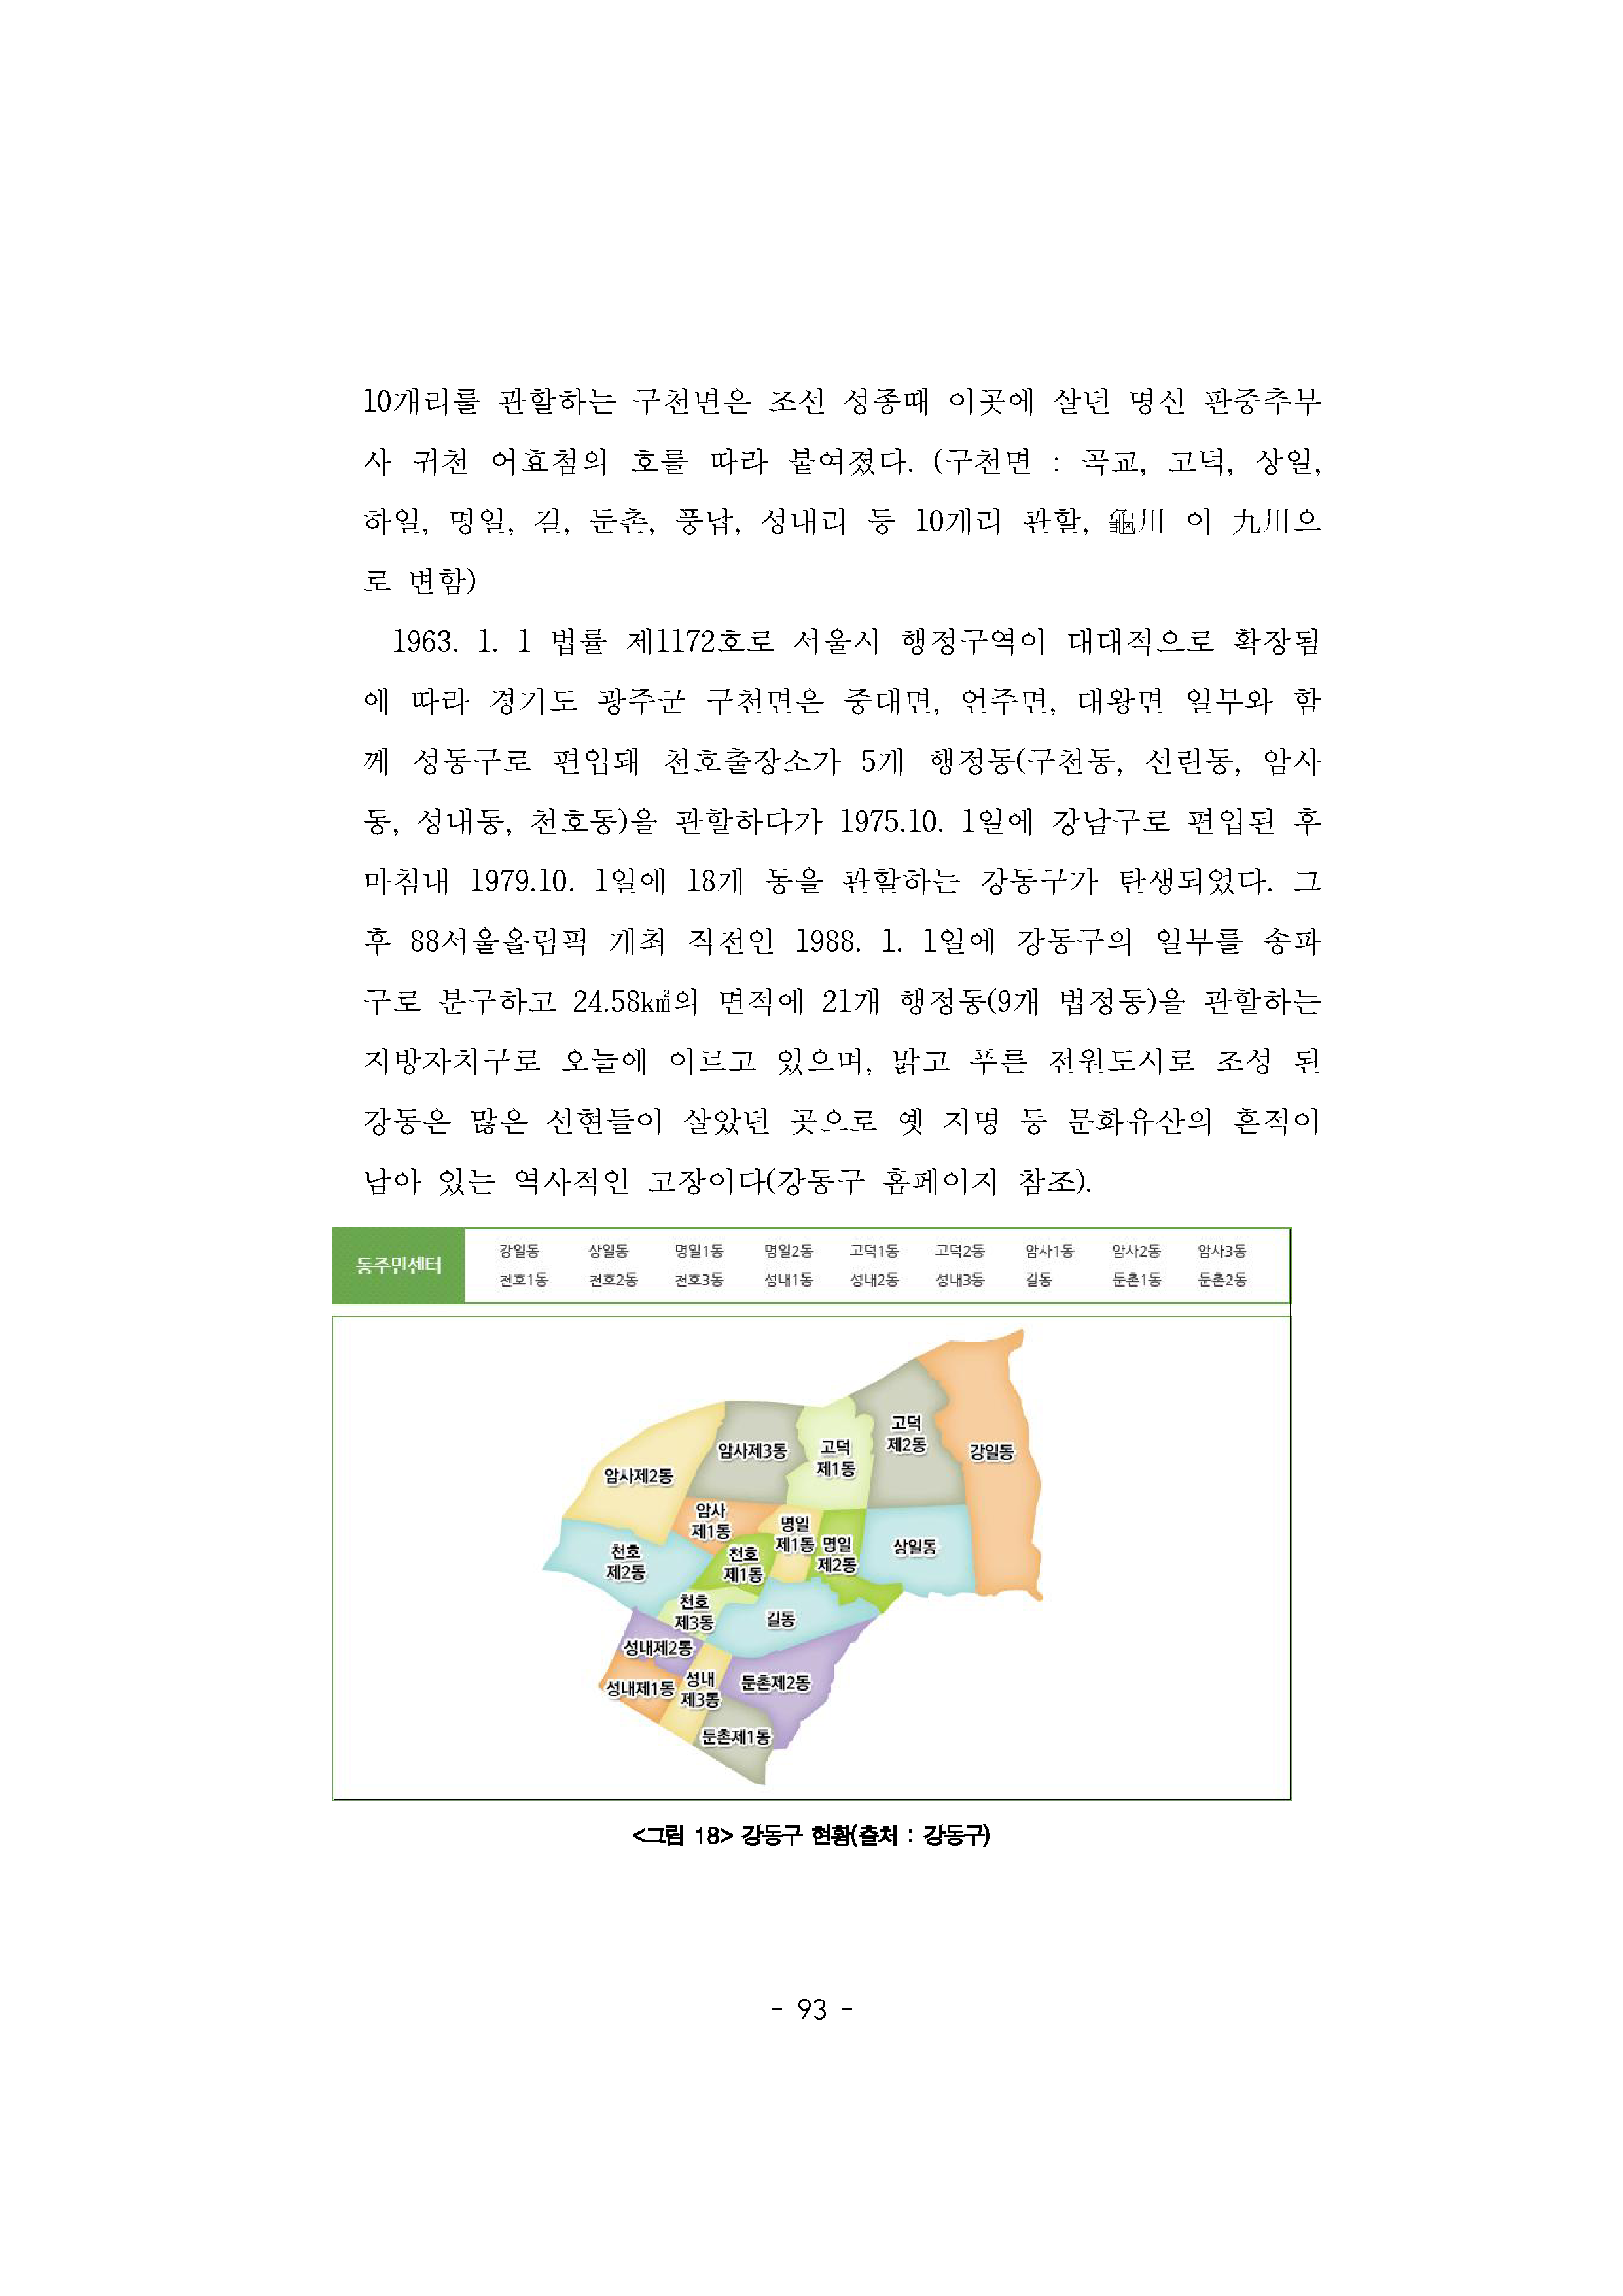 10개리를 관할하는 구천면은 조선 성종때 이곳에 살던 명신 판중추부
사 귀천 어효첨의 호를 따라 붙여졌다. (구천면 : 곡교, 고덕, 상일,
하일, 명일, 길, 둔촌, 풍납, 성내리 등 10개리 관할, 龜川 이 九川으
로 변함)
1963. 1. 1 법률 제1172호로 서울시 행정구역이 대대적으로 확장됨
에 따라 경기도 광주군 구천면은 중대면, 언주면, 대왕면 일부와 함
께 성동구로 편입돼 천호출장소가 5개 행정동(구천동, 선린동, 암사
동, 성내동, 천호동)을 관할하다가 1975.10. 1일에 강남구로 편입된 후
마침내 1979.10. 1일에 18개 동을 관할하는 강동구가 탄생되었다. 그
후 88서울올림픽 개최 직전인 1988. 1. 1일에 강동구의 일부를 송파
구로 분구하고 24.58㎢의 면적에 21개 행정동(9개 법정동)을 관할하는
지방자치구로 오늘에 이르고 있으며, 맑고 푸른 전원도시로 조성 된
강동은 많은 선현들이 살았던 곳으로 옛 지명 등 문화유산의 흔적이
남아 있는 역사적인 고장이다(강동구 홈페이지 참조).
동주민센터
강일동 상일동 명일1동 명일2동 고덕1동 고덕2동 암사1동 암사2동 암사3동
천호1동 천호2동 천호3동 성내1동 성내2동 성내3동 길동 둔촌1동 둔촌2동
고덕
제2동
강일동
암사제3동
고덕
제1동
암사제2동
암사
제1동
명일
제1동
명일
제2동
상일동
천호
제2동
천호
제1동
천호
제3동
길동
성내제2동
성내제1동
성내
제3동
둔촌제2동
둔촌제1동
<그림 18> 강동구 현황(출처 : 강동구)
- 93 -